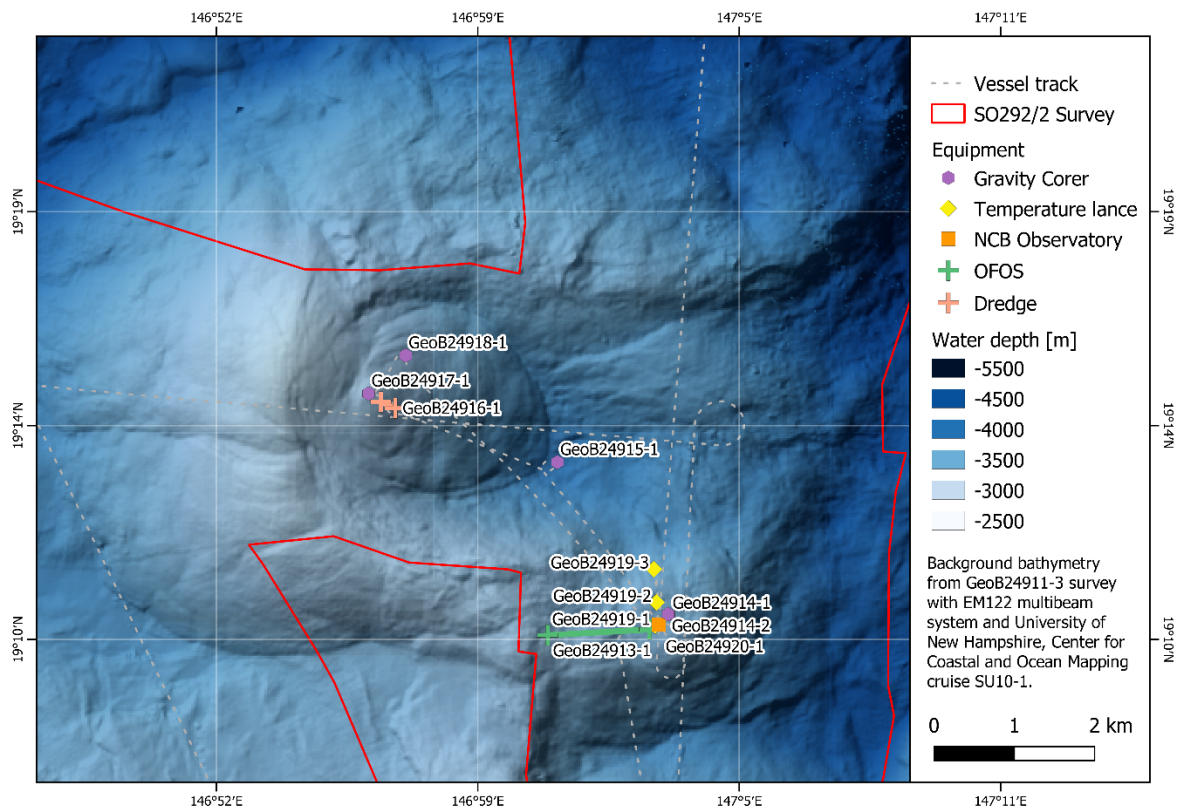 146°52'E 146°59'E 147°5'E 147°11'E
Vessel track
SO292/2 Survey
Equipment
Gravity Corer
Temperature lance
NCB Observatory
OFOS
Dredge
Water depth [m]
-5500
-4500
-4000
-3500
-3000
-2500
Background bathymetry
from GeoB24911-3 survey
with EM122 multibeam
system and University of
New Hampshire, Center for
Coastal and Ocean Mapping
cruise SU10-1.
0 1 2 km
19°19'N 19°19'N
GeoB24918-1
GeoB24917-1
GeoB24916-1
19°14'N 19°14'N
GeoB24915-1
GeoB24919-3
GeoB24919-2
GeoB24914-1
GeoB24919-1
GeoB24914-2
19°10'N 19°10'N
GeoB24913-1
GeoB24920-1
146°52'E 146°59'E 147°5'E 147°11'E